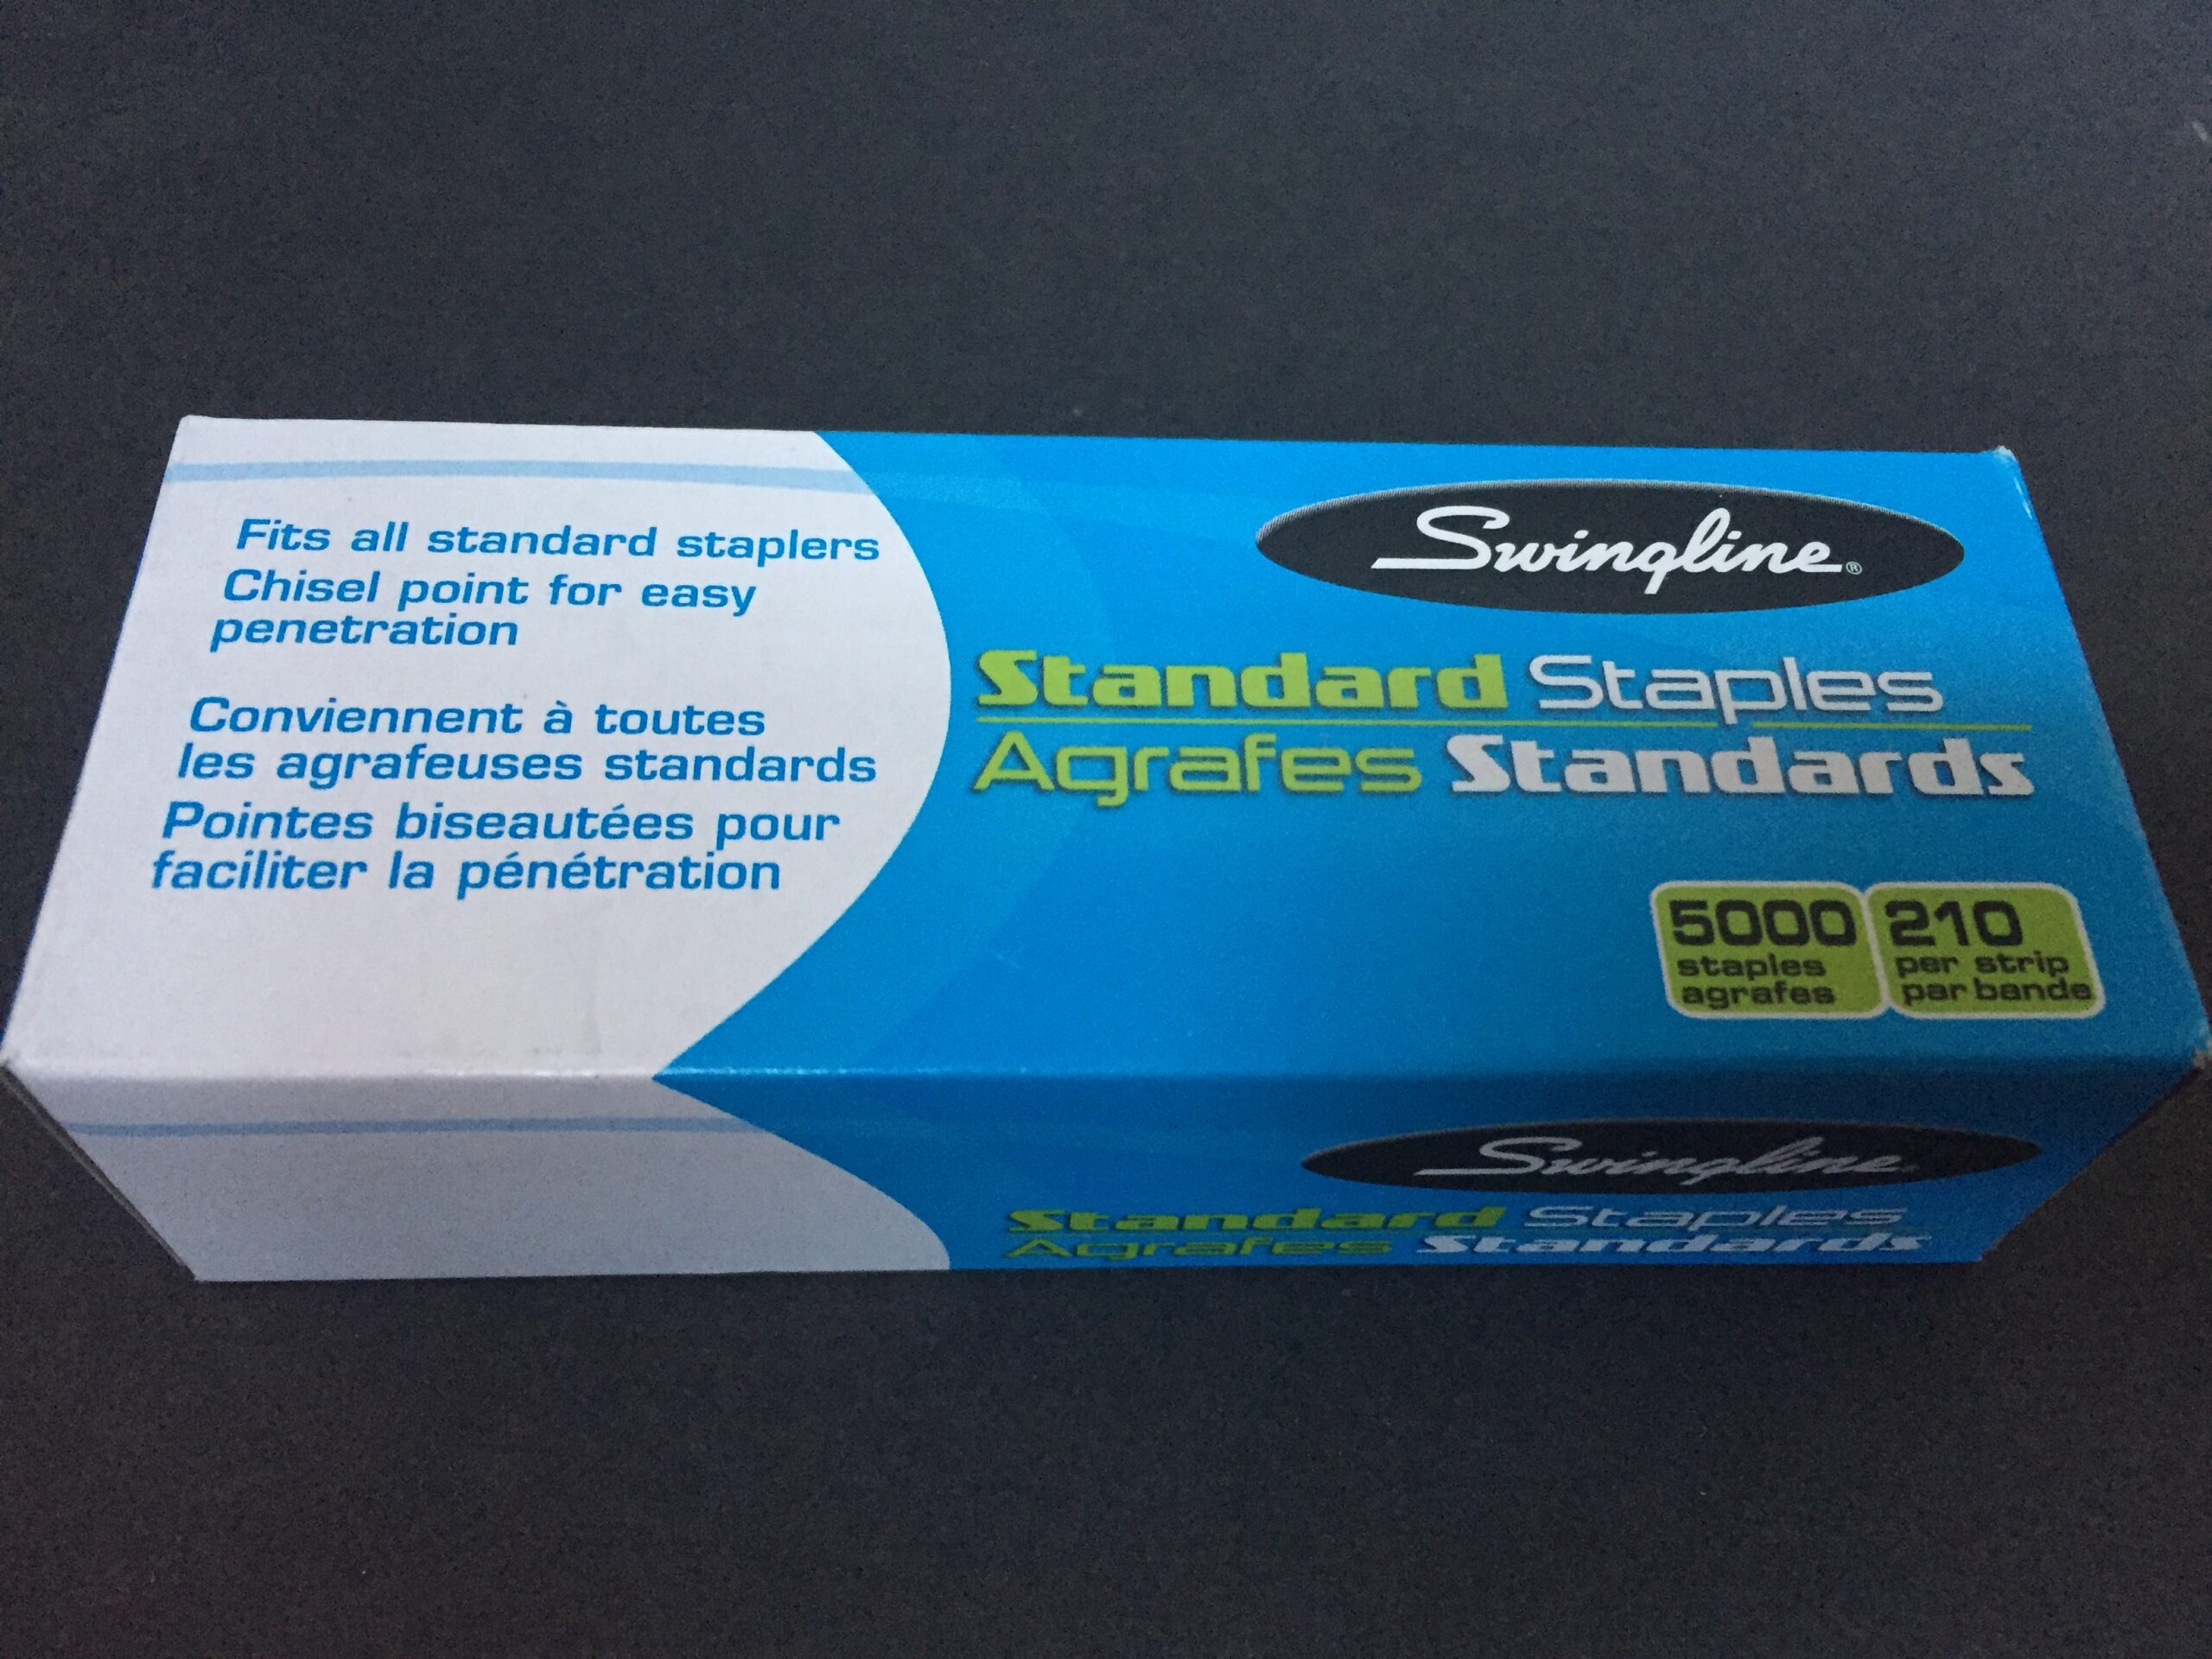 Fits all standard staplers
Chisel point for easy
penetration
Conviennent à toutes
les agrafeuses standards
Pointes biseautées pour
faciliter la pénétration
Swingline®
Standard Staples
Agrafes Standards
5000
staples
agrafes
210
per strip
par bande
Swingline
Standard Staples
Agrafes Standards